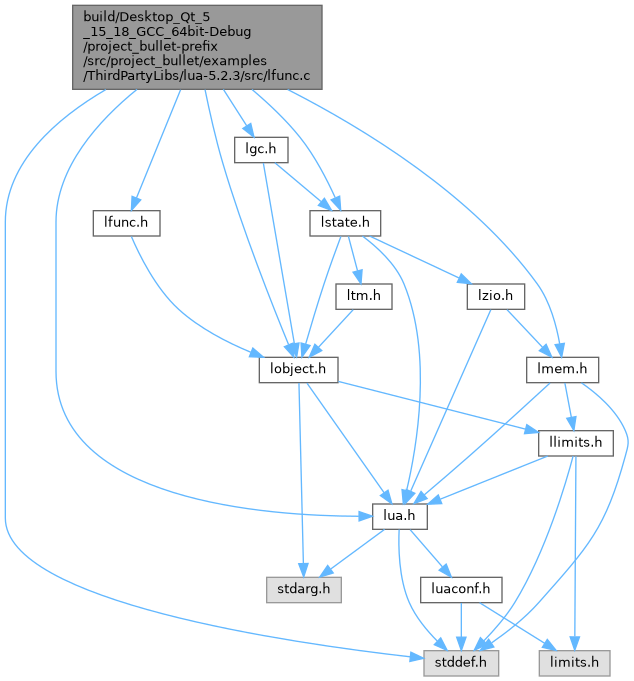 build/Desktop_Qt_5
_15_18_GCC_64bit-Debug
/project_bullet-prefix
/src/project_bullet/examples
/ThirdPartyLibs/lua-5.2.3/src/lfunc.c
lgc.h
lfunc.h
lstate.h
ltm.h
lzio.h
lobject.h
lmem.h
llimits.h
lua.h
stdarg.h
luaconf.h
stddef.h
limits.h